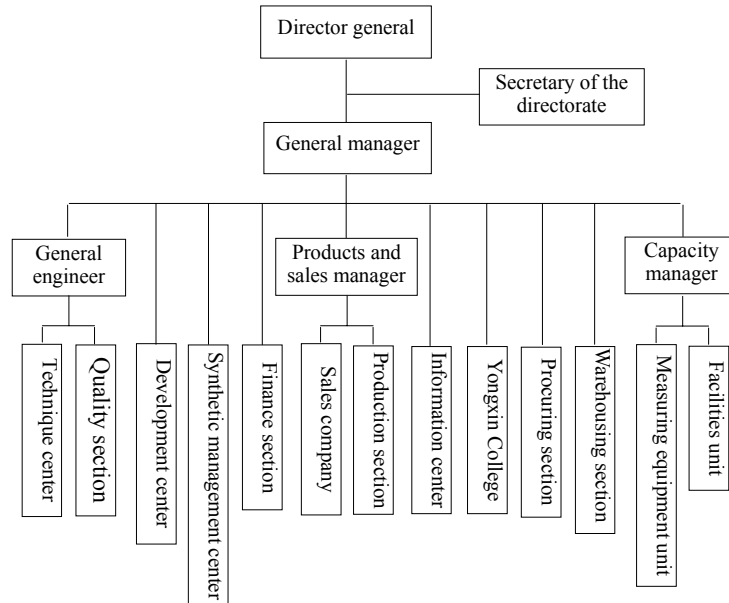 Director general
Secretary of the
directorate
General manager
General
engineer
Products and
sales manager
Capacity
manager
Technique center
Quality section
Development center
Synthetic management center
Finance section
Sales company
Production section
Information center
Yongxin College
Procuring section
Warehousing section
Measuring equipment unit
Facilities unit